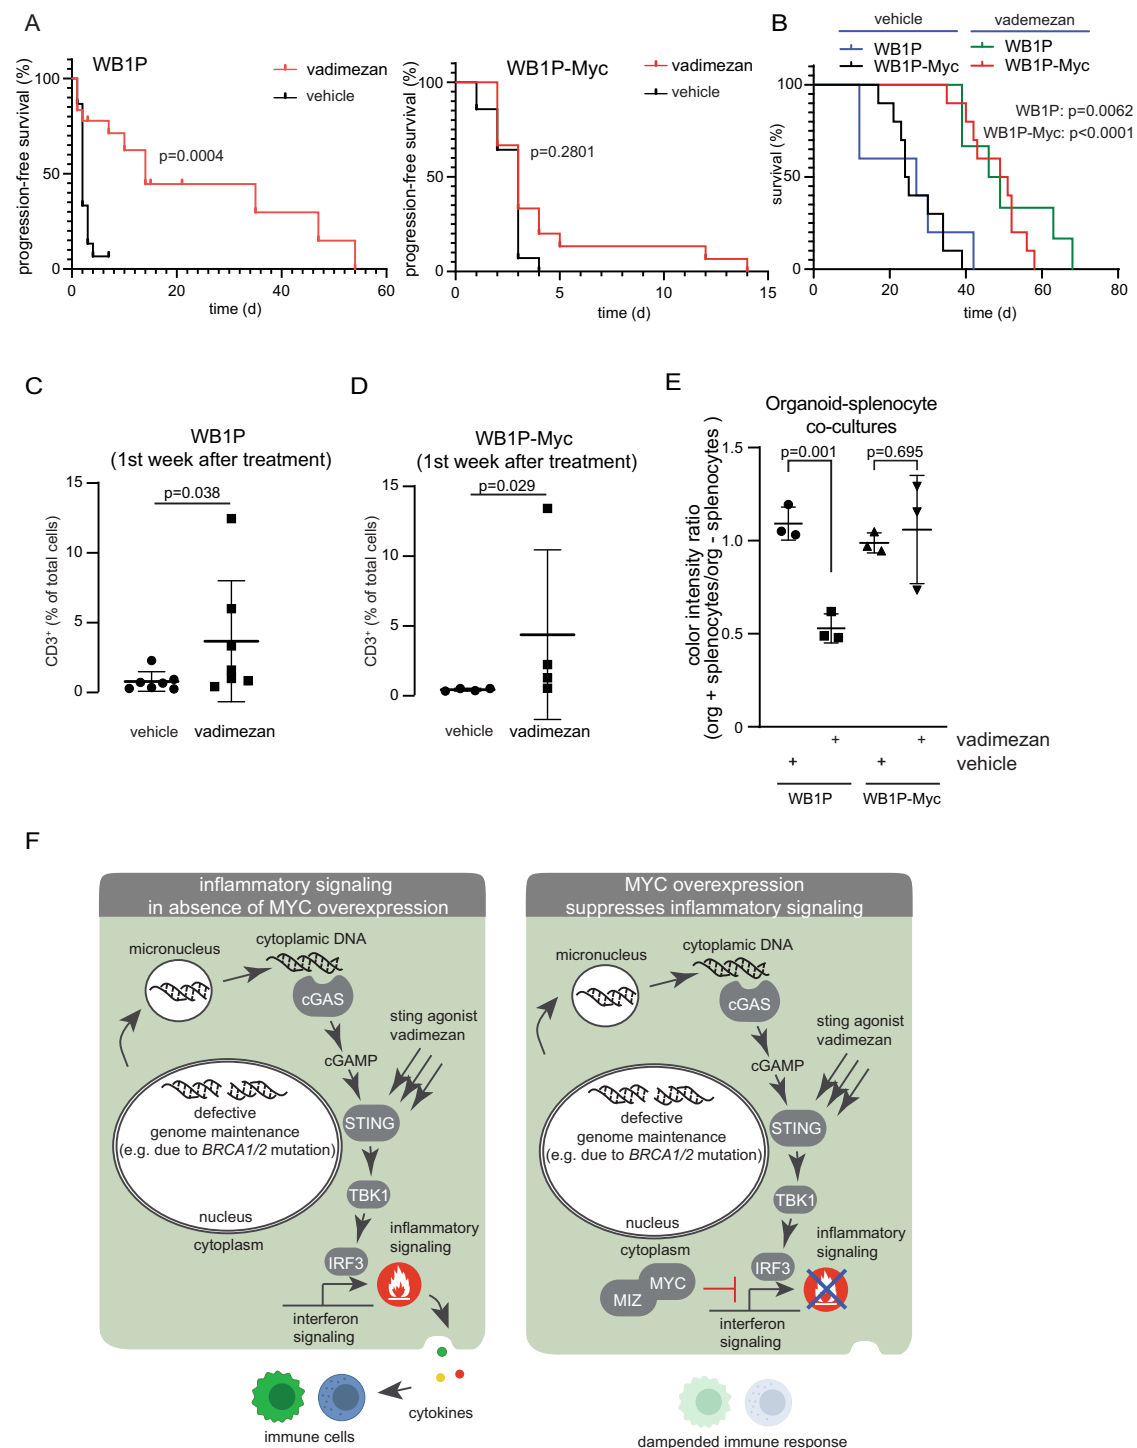 A
WB1P
vadimezan
vehicle
p=0.0004
progression-free survival (%)
100
50
0
0 20 40 60
time (d)
WB1P-Myc
vadimezan
vehicle
p=0.2801
progression-free survival (%)
100
50
0
0 5 10 15
time (d)
B
vehicle vademezan
WB1P WB1P
WB1P-Myc WB1P-Myc
WB1P: p=0.0062
WB1P-Myc: p<0.0001
survival (%)
100
50
0
0 20 40 60 80
time (d)
C
WB1P
(1st week after treatment)
p=0.038
CD3+ (% of total cells)
15
10
5
0
vehicle vadimezan
D
WB1P-Myc
(1st week after treatment)
p=0.029
CD3+ (% of total cells)
15
10
5
0
vehicle vadimezan
E
Organoid-splenocyte
co-cultures
p=0.001 p=0.695
color intensity ratio
(org + splenocytes/org - splenocytes )
1.5
1.0
0.5
0
+ + vadimezan
+ + vehicle
WB1P WB1P-Myc
F
inflammatory signaling
in absence of MYC overexpression
micronucleus
cytoplamic DNA
cGAS
cGAMP
sting agonist
vadimezan
STING
defective
genome maintenance
(e.g. due to BRCA1/2 mutation)
TBK1
nucleus
cytoplasm
inflammatory
signaling
IRF3
interferon
signaling
cytokines
immune cells
MYC overexpression
suppresses inflammatory signaling
micronucleus
cytoplamic DNA
cGAS
cGAMP
sting agonist
vadimezan
STING
defective
genome maintenance
(e.g. due to BRCA1/2 mutation)
TBK1
nucleus
cytoplasm
inflammatory
signaling
IRF3
MYC
MIZ
interferon
signaling
dampended immune response